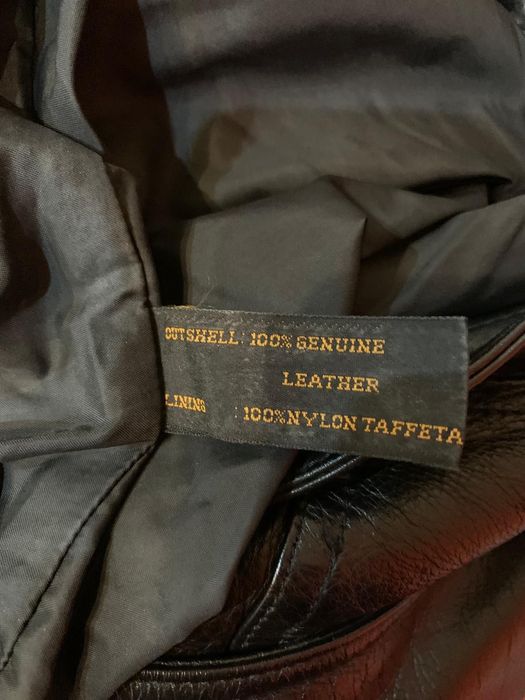 OUTSHELL: 100% GENUINE
LEATHER
LINING : 100%NYLON TAFFETA